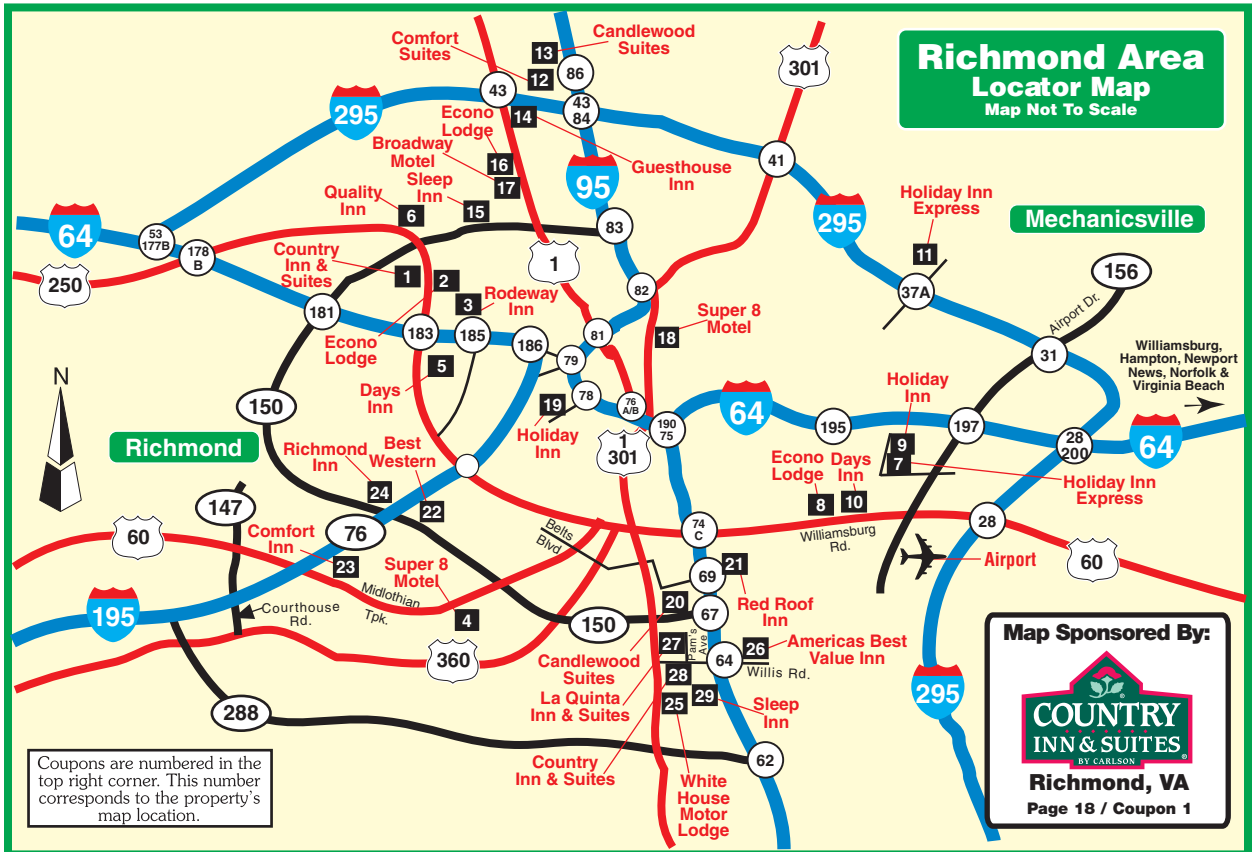 Richmond Area
Locator Map
Map Not To Scale
Comfort
Suites
12
13
Candlewood
Suites
86
301
43
43
84
295
Econo
Lodge
14
Broadway
Motel
16
17
Guesthouse
Inn
41
95
Sleep
Inn
15
Quality
Inn
6
295
Holiday Inn
Express
11
Mechanicsville
64
53
177B
178
B
83
250
Country
Inn &
Suites
1
2
3
Rodeway
Inn
1
82
37A
156
Airport Dr.
181
183
185
186
81
79
Super 8
Motel
18
31
Williamsburg,
Hampton, Newport
News, Norfolk &
Virginia Beach
Econo
Lodge
5
Days
Inn
N
150
78
76
A/B
19
Holiday
Inn
190
75
64
195
Holiday
Inn
9
7
197
28
200
64
Richmond
Richmond
Inn
24
Best
Western
22
1
301
Econo
Lodge
8
Days
Inn
10
Holiday Inn
Express
147
76
60
Comfort
Inn
23
Belts
Blvd
74
C
Williamsburg
Rd.
28
Airport
60
Super 8
Motel
4
Midlothian
Tpk.
69
21
Red Roof
Inn
195
Courthouse
Rd.
150
20
67
Pam's
Ave
360
Candlewood
Suites
27
64
26
Americas Best
Value Inn
Willis Rd.
La Quinta
Inn & Suites
28
25
29
Sleep
Inn
295
288
Country
Inn & Suites
62
White
House
Motor
Lodge
Coupons are numbered in the
top right corner. This number
corresponds to the property's
map location.
Map Sponsored By:
COUNTRY
INN & SUITES
BY CARLSON
Richmond, VA
Page 18 / Coupon 1